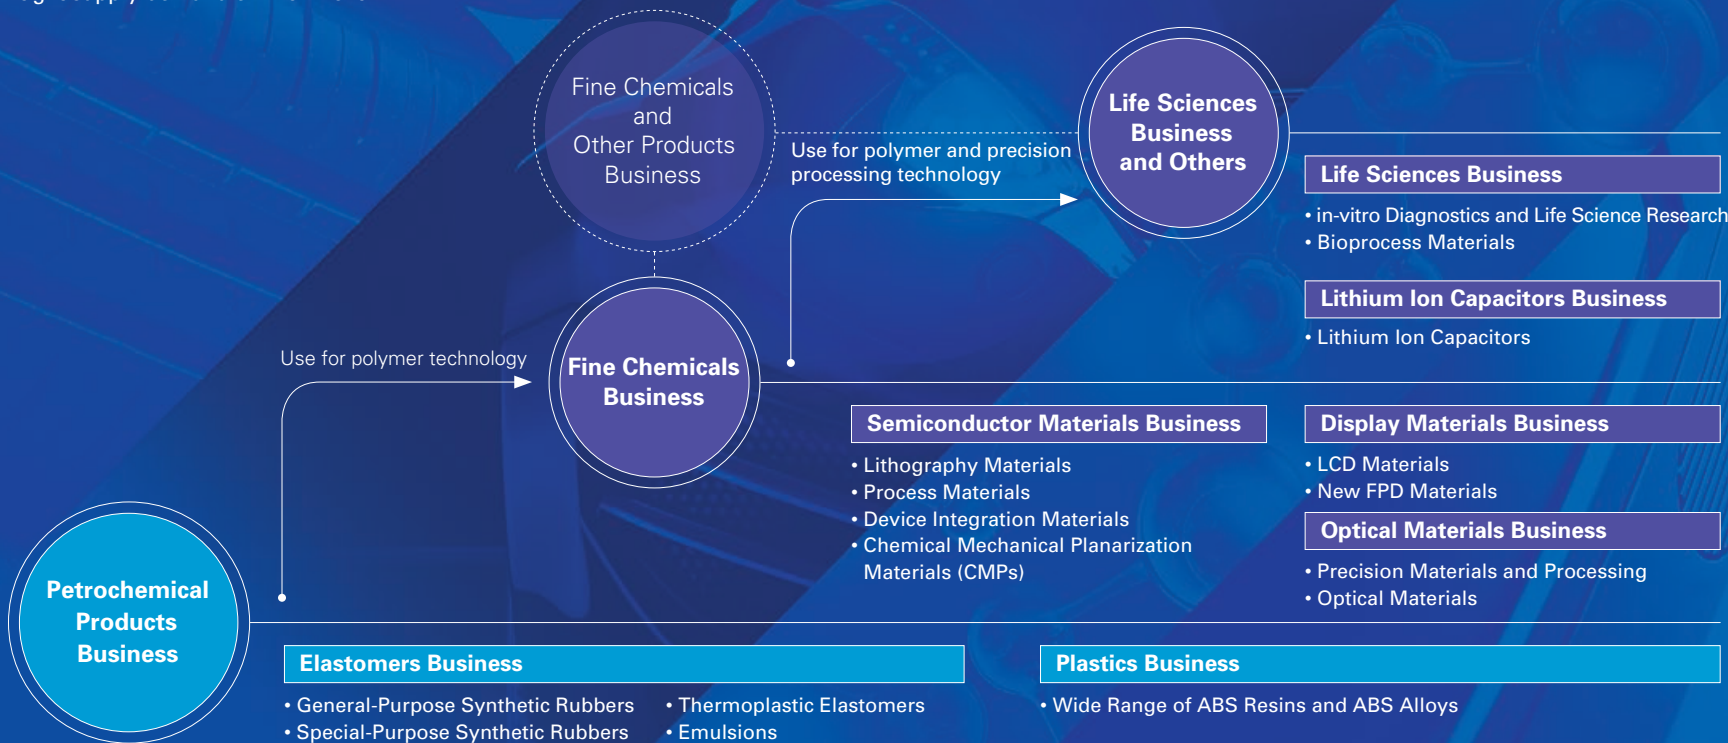 Fine Chemicals
and
Other Products
Business
Life Sciences
Business
and Others
Use for polymer and precision
processing technology
Life Sciences Business
• in-vitro Diagnostics and Life Science Research
• Bioprocess Materials
Lithium Ion Capacitors Business
• Lithium Ion Capacitors
Use for polymer technology
Fine Chemicals
Business
Semiconductor Materials Business
• Lithography Materials
• Process Materials
• Device Integration Materials
• Chemical Mechanical Planarization
Materials (CMPs)
Display Materials Business
• LCD Materials
• New FPD Materials
Optical Materials Business
• Precision Materials and Processing
• Optical Materials
Petrochemical
Products
Business
Elastomers Business
• General-Purpose Synthetic Rubbers
• Special-Purpose Synthetic Rubbers
• Thermoplastic Elastomers
• Emulsions
Plastics Business
• Wide Range of ABS Resins and ABS Alloys